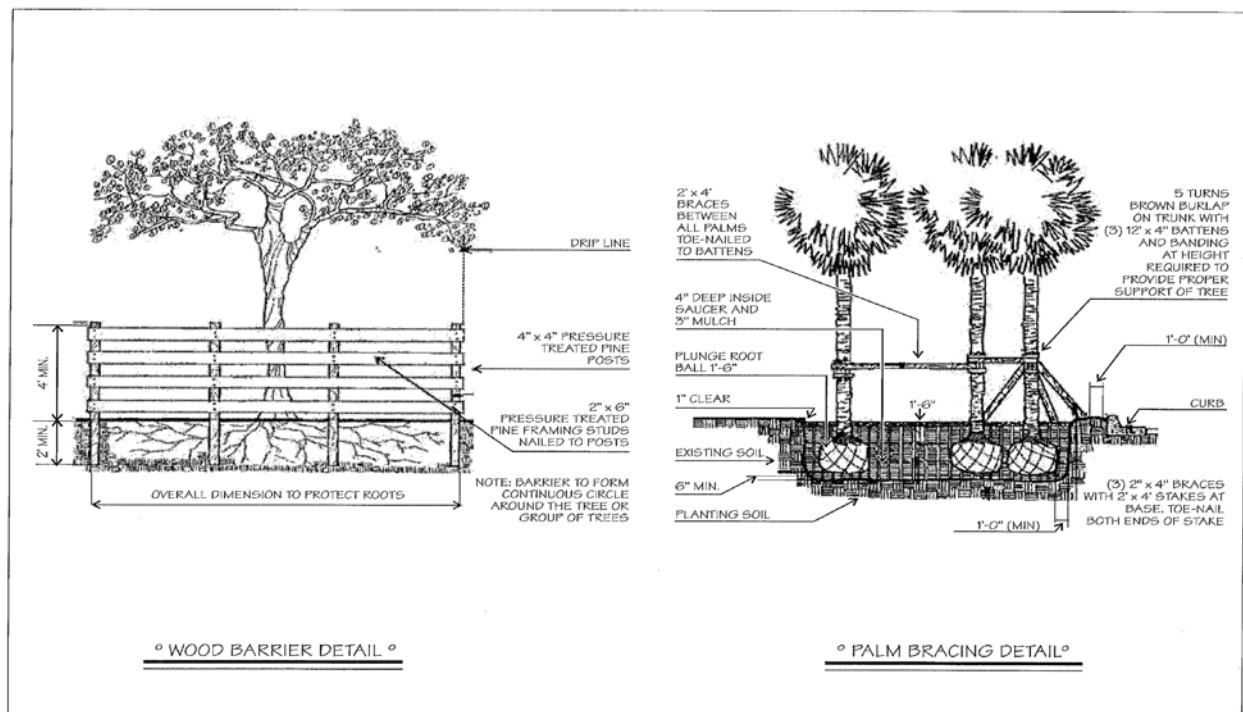 DRIP LINE
4" x 4" PRESSURE
TREATED PINE
POSTS
4' MIN.
2' MIN.
2" x 6"
PRESSURE TREATED
PINE FRAMING STUDS
NAILED TO POSTS
OVERALL DIMENSION TO PROTECT ROOTS
NOTE: BARRIER TO FORM
CONTINUOUS CIRCLE
AROUND THE TREE OR
GROUP OF TREES
° WOOD BARRIER DETAIL °
2' x 4'
BRACES
BETWEEN
ALL PALMS
TOE-NAILED
TO BATTENS
4" DEEP INSIDE
SAUCER AND
3" MULCH
PLUNGE ROOT
BALL 1'-6"
1" CLEAR
EXISTING SOIL
6" MIN.
PLANTING SOIL
1'-6"
5 TURNS
BROWN BURLAP
ON TRUNK WITH
(3) 12' x 4" BATTENS
AND BANDING
AT HEIGHT
REQUIRED TO
PROVIDE PROPER
SUPPORT OF TREE
1'-0' (MIN)
CURB
(3) 2" x 4" BRACES
WITH 2' x 4' STAKES AT
BASE. TOE-NAIL
BOTH ENDS OF STAKE
1'-0" (MIN)
° PALM BRACING DETAIL°